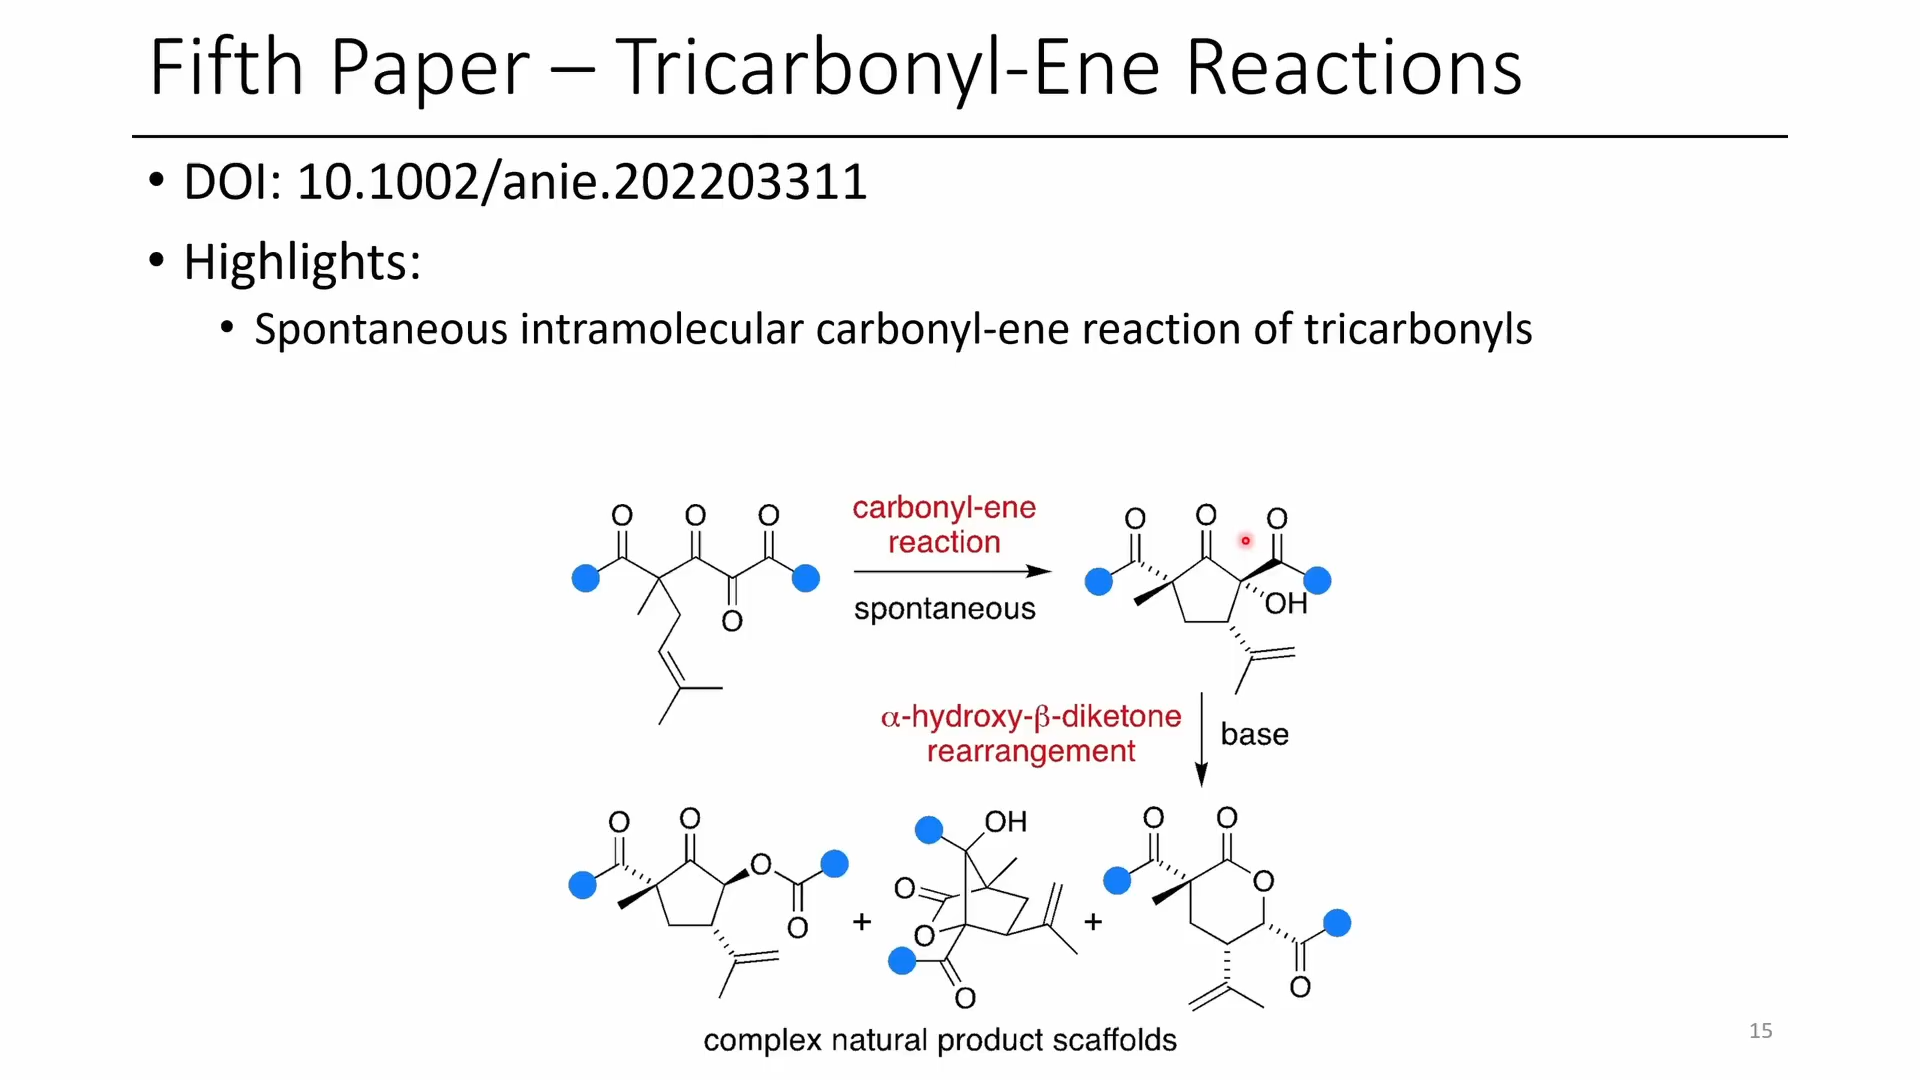 Fifth Paper – Tricarbonyl-Ene Reactions
• DOI: 10.1002/anie.202203311
• Highlights:
• Spontaneous intramolecular carbonyl-ene reaction of tricarbonyls
O O O O
carbonyl-ene
reaction
spontaneous
O O O OH
α-hydroxy-β-diketone
rearrangement
base
O O O O
+
OH O O O
+
O O O O
complex natural product scaffolds
15